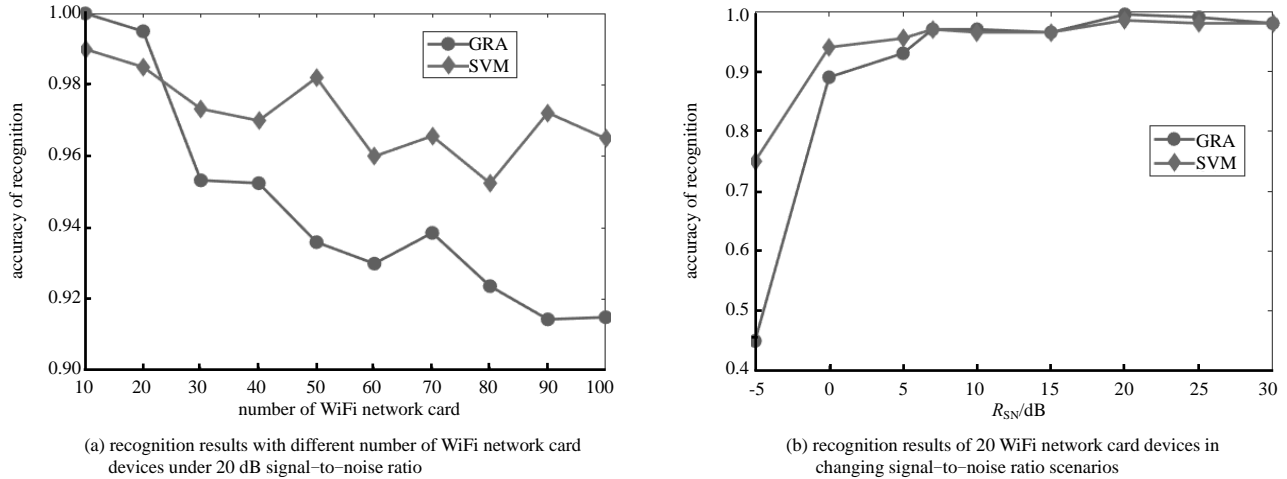 1.00
0.98
0.96
0.94
0.92
0.90
accuracy of recognition
GRA
SVM
10 20 30 40 50 60 70 80 90 100
number of WiFi network card
(a) recognition results with different number of WiFi network card
devices under 20 dB signal−to−noise ratio
1.0
0.9
0.8
0.7
0.6
0.5
0.4
accuracy of recognition
GRA
SVM
-5 0 5 10 15 20 25 30
RSN/dB
(b) recognition results of 20 WiFi network card devices in
changing signal−to−noise ratio scenarios